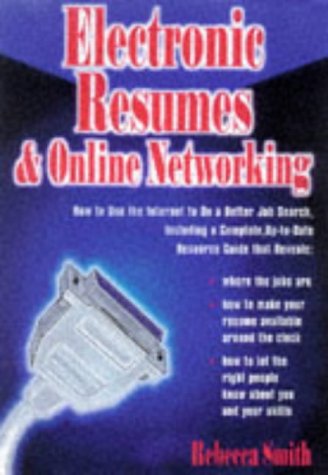 Electronic
Resumes
& Online Networking
How to Use the Internet to Do a Better Job Search,
Including a Complete, Up-to-Date
Resource Guide that Reveals:
• where the jobs are
• how to make your
resume available
around the clock
• how to let the
right people
know about you
and your skills
Rebecca Smith